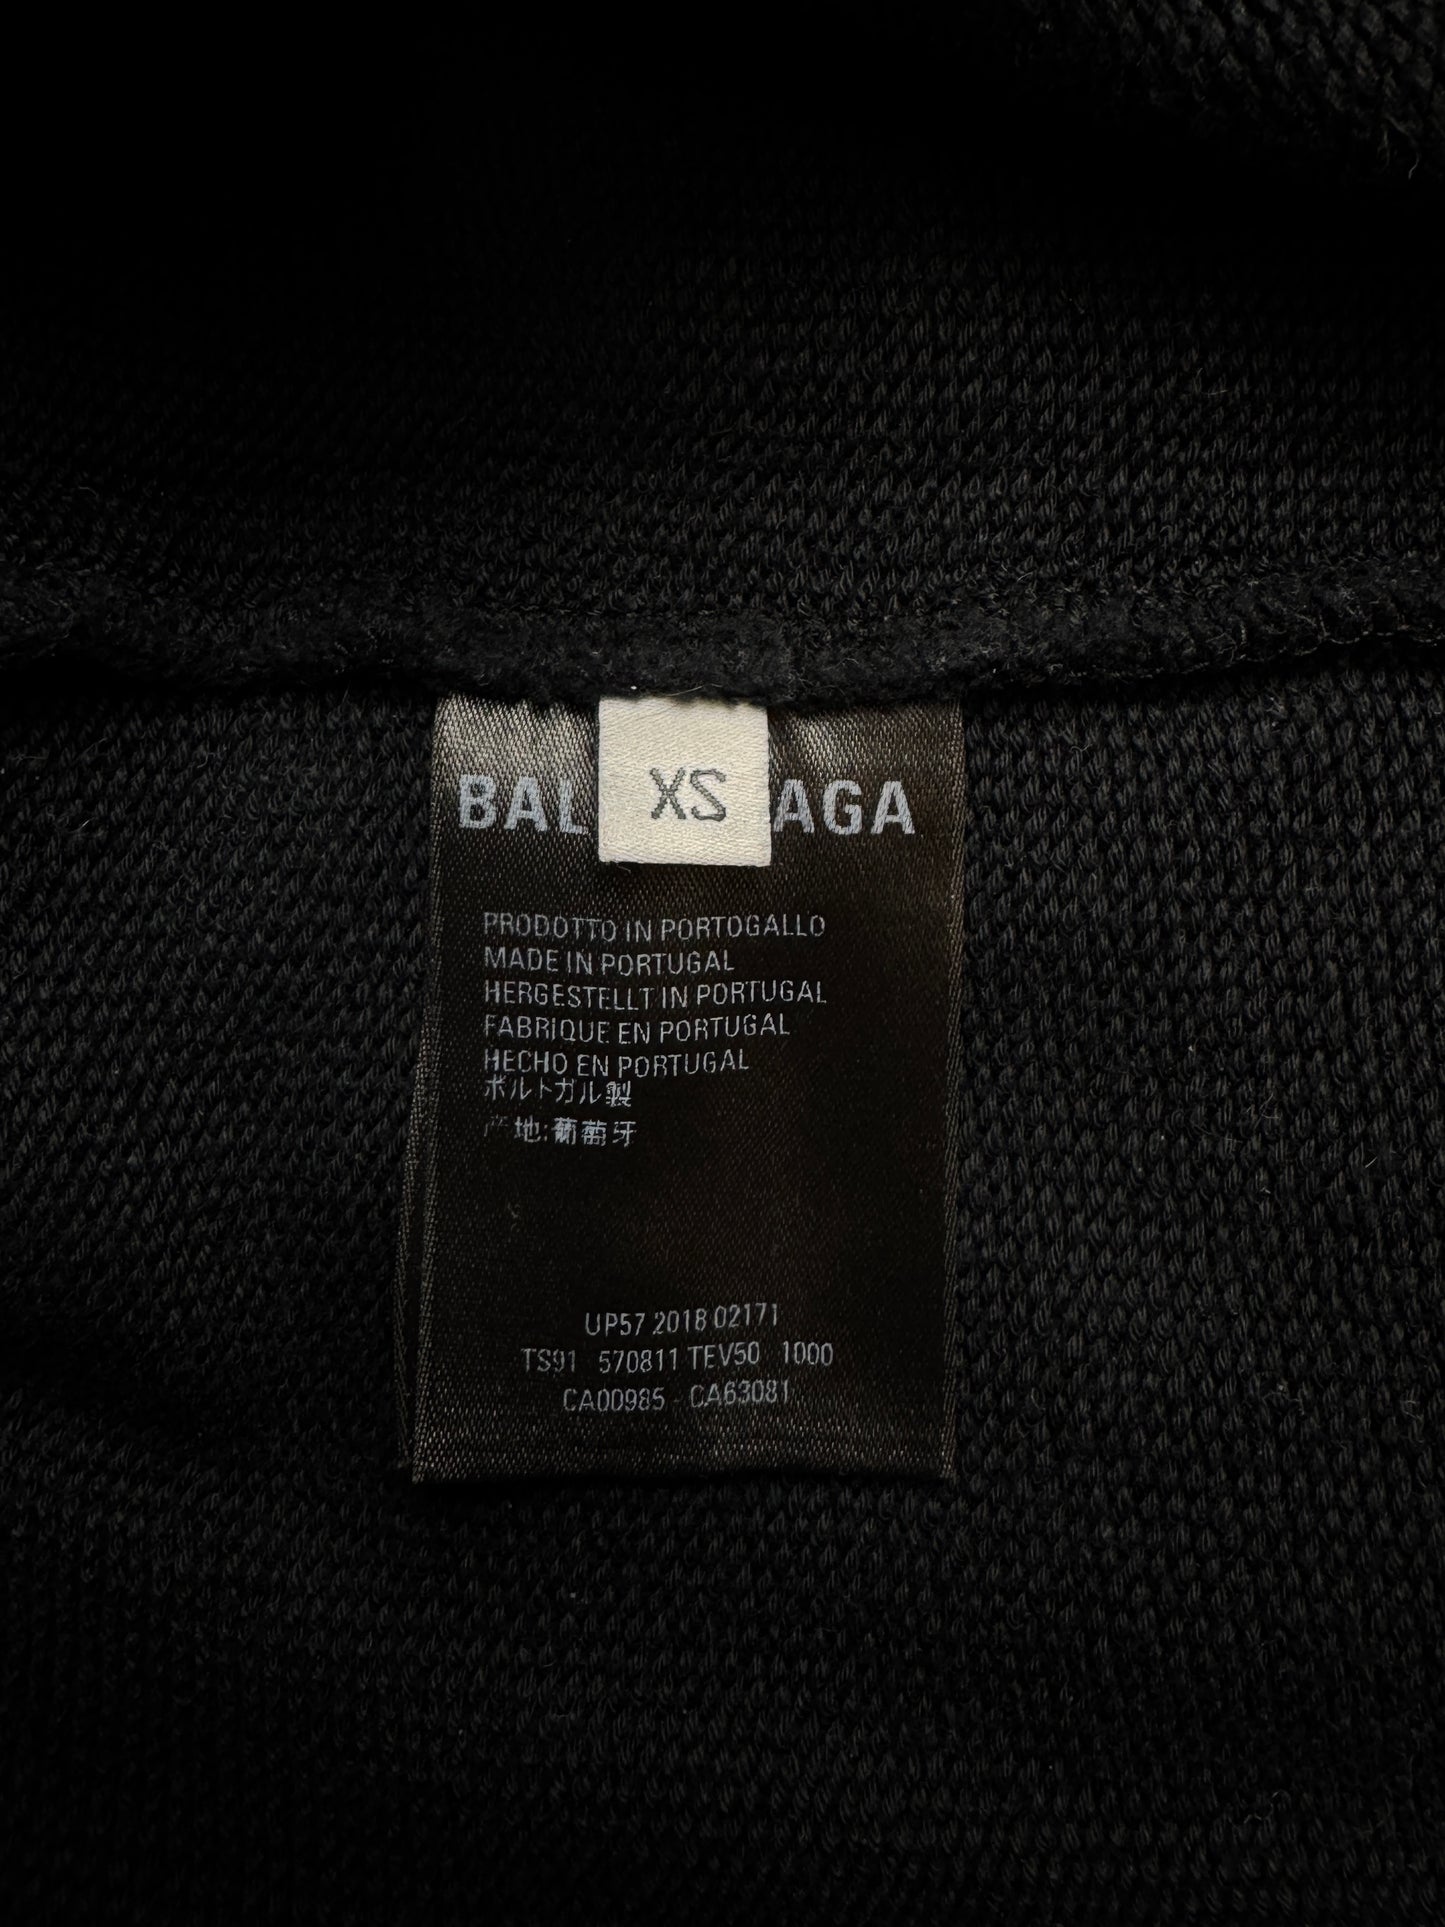 XS
BAL AGA
PRODOTTO IN PORTOGALLO
MADE IN PORTUGAL
HERGESTELLT IN PORTUGAL
FABRIQUE EN PORTUGAL
HECHO EN PORTUGAL
ポルトガル製
产地:葡萄牙
UP57 2018 02171
TS91 570811 TEV50 1000
CA00985 - CA63081